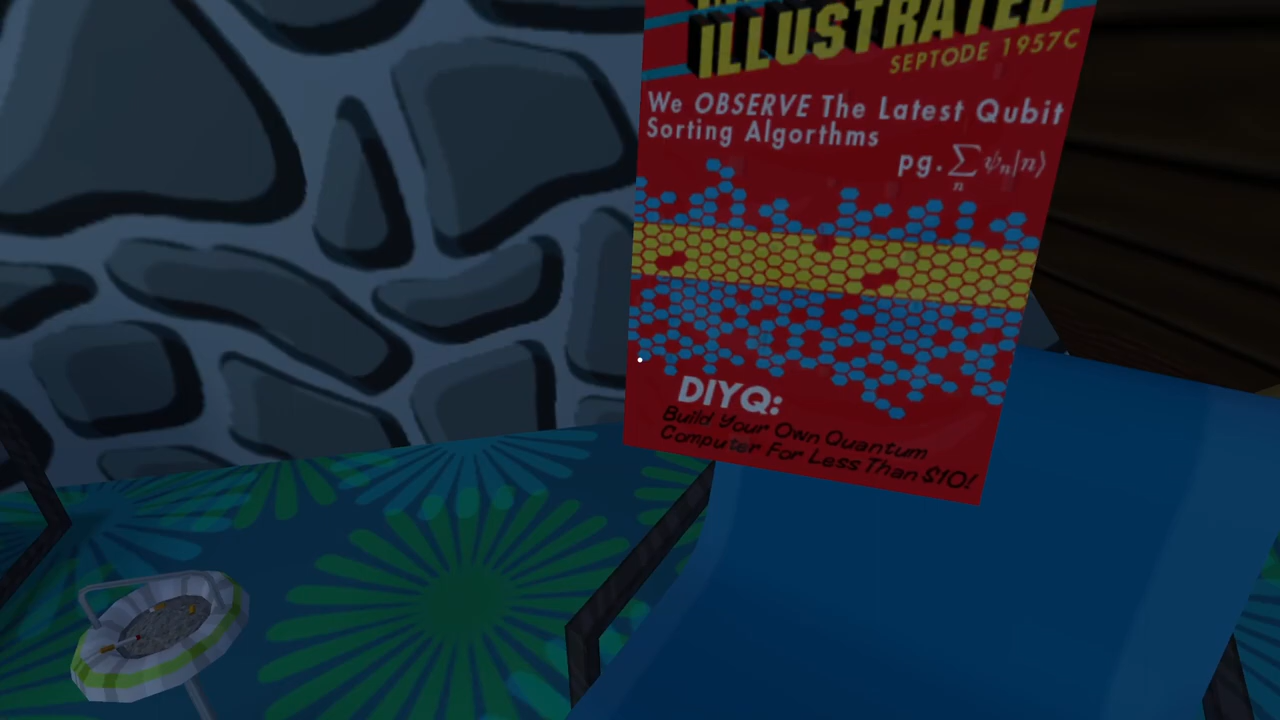 ILLUSTRATED
SEPTODE 1957C
We OBSERVE The Latest Qubit
Sorting Algorthms
pg. ∑ ψₙ|n⟩
n
DIYQ:
Build Your Own Quantum
Computer For Less Than $10!